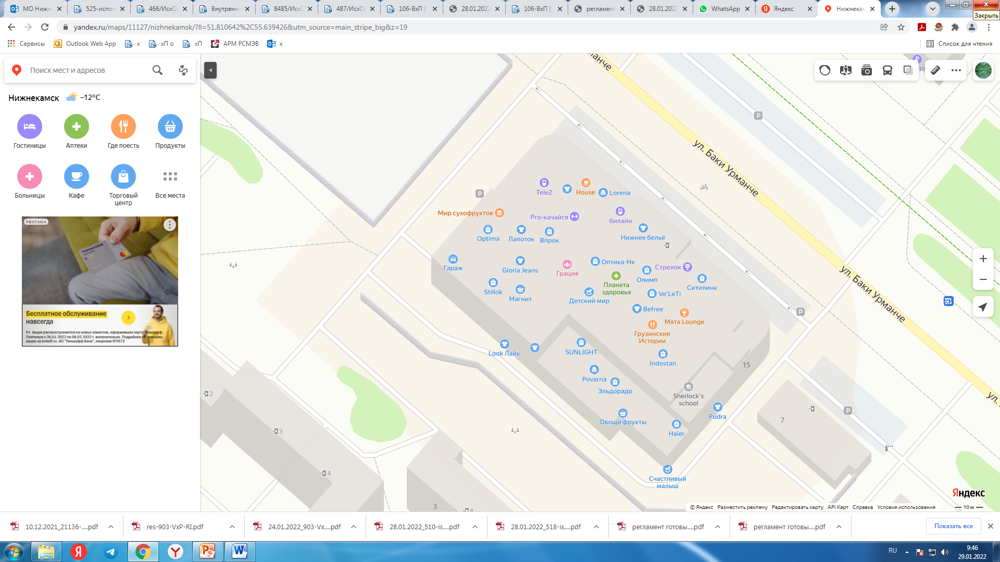 МО Нижн
525-испол
466/ИсхО
Внутренн
8485/Исх
487/ИсхО
106-ВхП |
28.01.2022
106-ВхП |
регламент
28.01.2022
WhatsApp
Яндекс
Нижнекам
Закрыть
yandex.ru/maps/11127/nizhnekamsk/?ll=51.810642%2C55.639426&utm_source=main_stripe_big&z=19
Сервисы
Outlook Web App
х
хП о
хП
АРМ РСМЭВ
х
Список для чтения
Поиск мест и адресов
Нижнекамск
−12°C
Гостиницы
Аптеки
Где поесть
Продукты
Больницы
Кафе
Торговый
центр
Все места
РЕКЛАМА
ТИНЬКОФФ
Бесплатное обслуживание
навсегда
0+ Акция распространяется на новых клиентов, оформивших карту Тинькофф
Платинум с 26.01.2022 по 08.02.2022 г. включительно. Подробнее об условиях
акции на tinkoff.ru. АО "Тинькофф Банк", лицензия №2673
ул. Баки Урманче
ул. Баки Урманче
ул.
Tele2
House
Lorena
Мир сухофруктов
Pro-качайся
билайн
Optima
Лапоток
Впрок
Нижнее бельё
Гараж
Gloria Jeans
Грация
Оптика-Нк
Стрелок
Олимп
Ситилинк
Stillok
Магнит
Планета
здоровья
Детский мир
Ve'LeTi
Befree
Мята Lounge
Грузинские
Истории
Look Лайк
SUNLIGHT
Indostan
15
Povarna
Эльдорадо
Sherlock's
school
Pudra
Овощи фрукты
Haier
7
Счастливый
малыш
2
3
4
3
8
P
P
P
P
Яндекс
© Яндекс
Разместить рекламу
Редактировать карту
API Карт
Справка
Условия использования
10 м
10.12.2021_21136-....pdf
res-903-VxP-RI.pdf
24.01.2022_903-Vx....pdf
28.01.2022_510-is....pdf
28.01.2022_518-is....pdf
регламент готовы....pdf
регламент готовы....pdf
Показать все
RU
9:46
29.01.2022